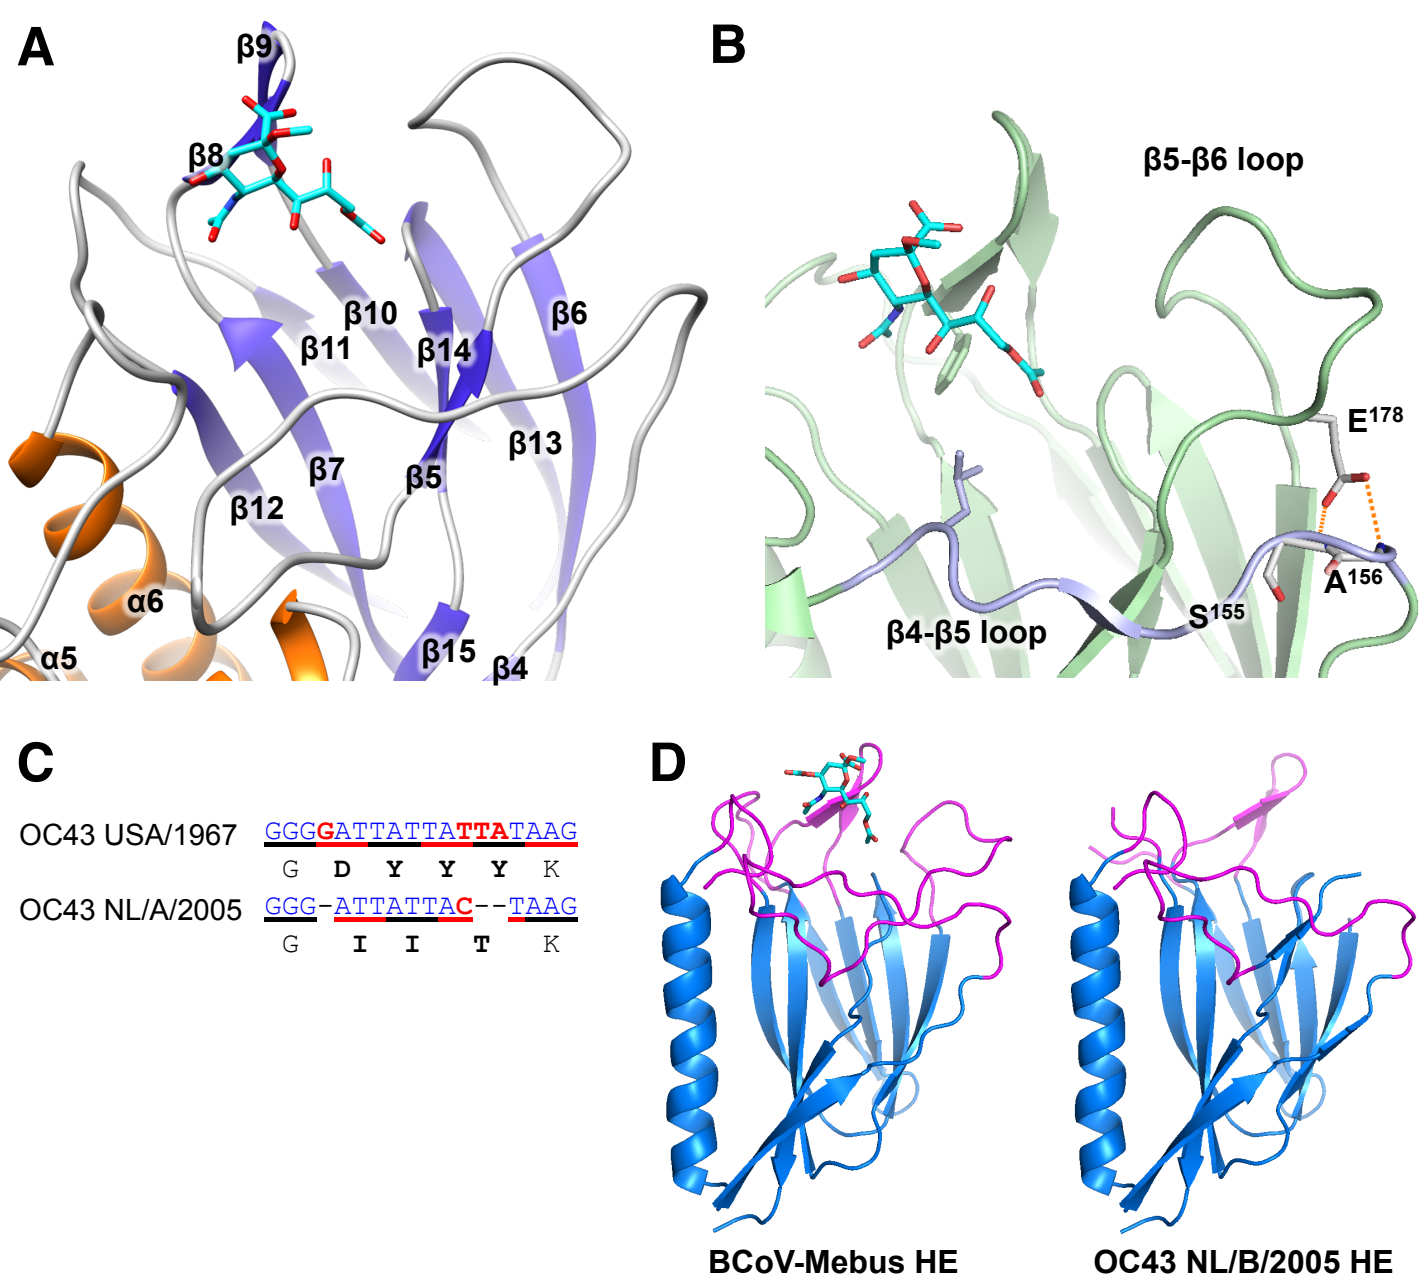 A
β9
β8
β10
β11
β14
β6
β13
β7
β5
β12
α6
α5
β15
β4
B
β5-β6 loop
E178
A156
S155
β4-β5 loop
C
OC43 USA/1967 GGGGATTATTATTATAAG
G D Y Y Y K
OC43 NL/A/2005 GGG-ATTATTAC--TAAG
G I I T K
D
BCoV-Mebus HE
OC43 NL/B/2005 HE